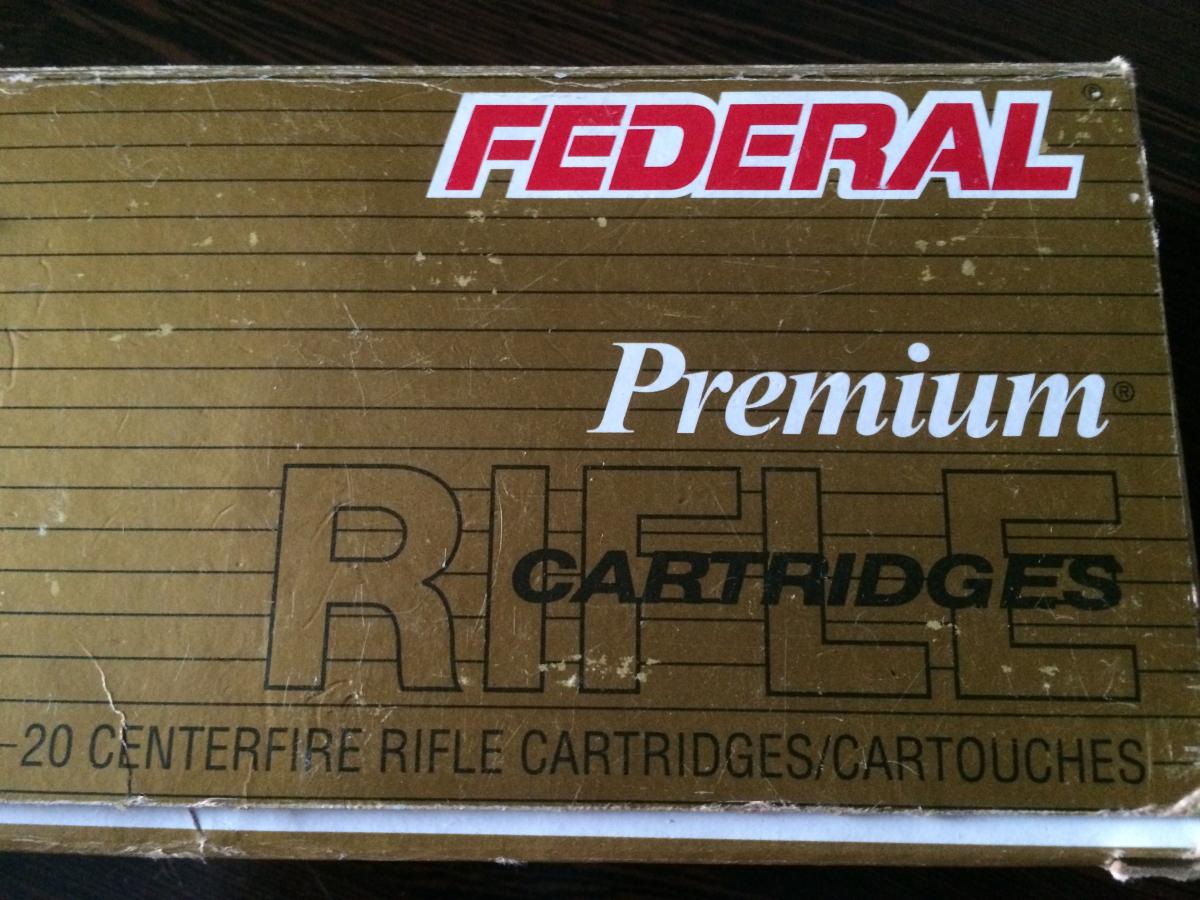 FEDERAL®
Premium®
RIFLE
CARTRIDGES
20 CENTERFIRE RIFLE CARTRIDGES/CARTOUCHES